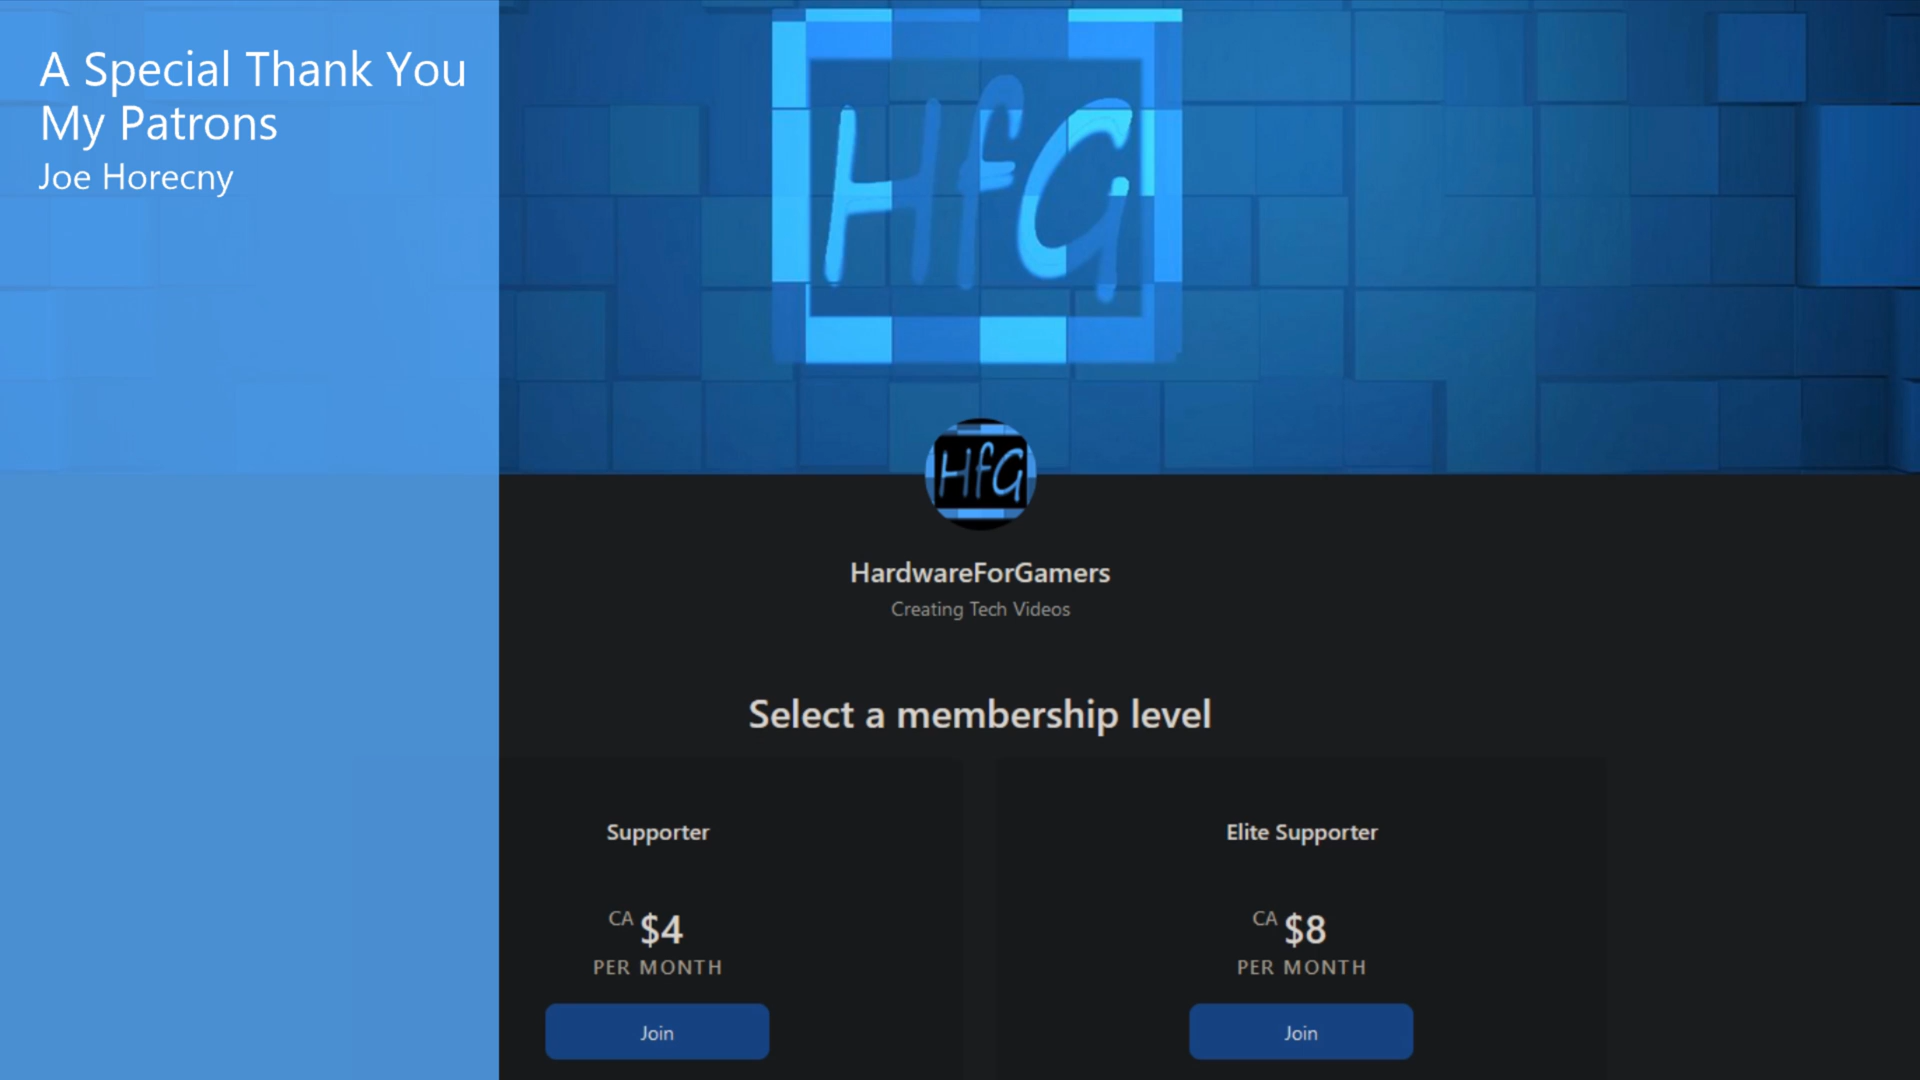 A Special Thank You
My Patrons
Joe Horecny
HfG
HfG
HardwareForGamers
Creating Tech Videos
Select a membership level
Supporter
CA $4
PER MONTH
Join
Elite Supporter
CA $8
PER MONTH
Join